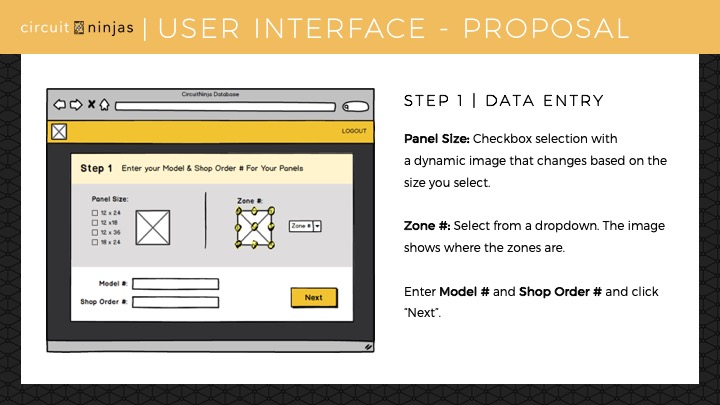 circuit ninjas | USER INTERFACE - PROPOSAL
CircuitNinja Database
LOGOUT
Step 1 Enter your Model & Shop Order # For Your Panels
Panel Size:
12 x 24
12 x18
12 x 36
18 x 24
Zone #:
Zone #
Model #:
Shop Order #:
Next
STEP 1 | DATA ENTRY
Panel Size: Checkbox selection with
a dynamic image that changes based on the
size you select.
Zone #: Select from a dropdown. The image
shows where the zones are.
Enter Model # and Shop Order # and click
"Next".